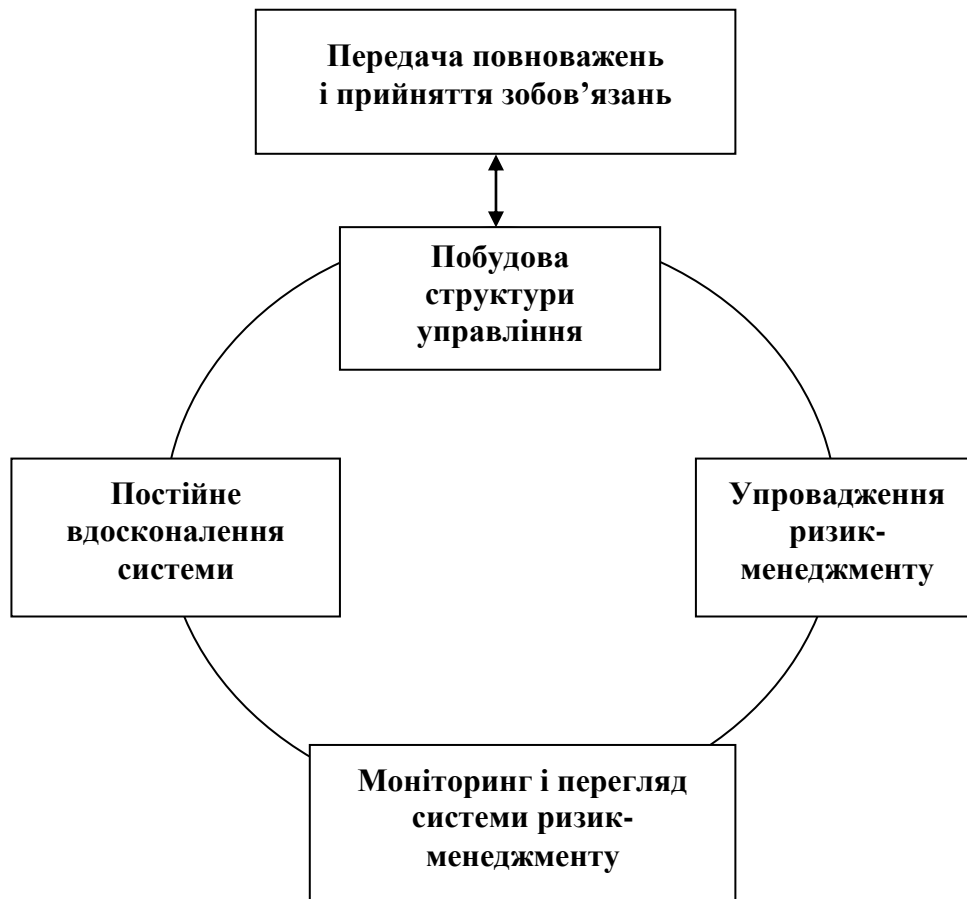 Передача повноважень
і прийняття зобов’язань
Побудова
структури
управління
Постійне
вдосконалення
системи
Упровадження
ризик-
менеджменту
Моніторинг і перегляд
системи ризик-
менеджменту